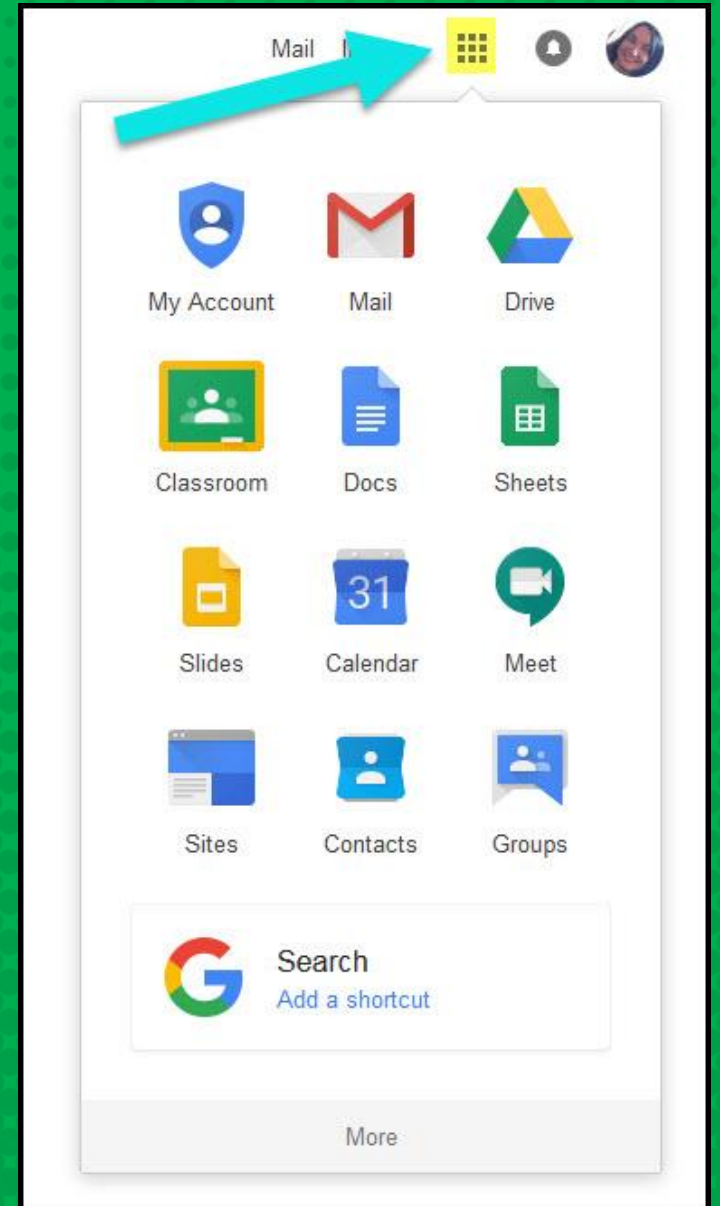 Mail
My Account Mail Drive
Classroom Docs Sheets
31
Slides Calendar Meet
Sites Contacts Groups
Search
Add a shortcut
More